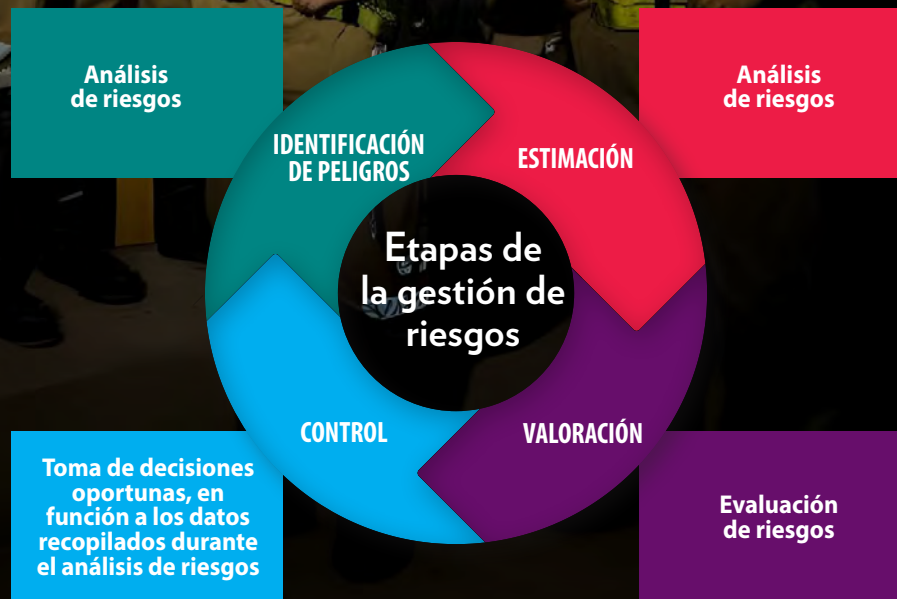 Análisis
de riesgos
IDENTIFICACIÓN
DE PELIGROS
ESTIMACIÓN
Análisis
de riesgos
Etapas de
la gestión de
riesgos
CONTROL
VALORACIÓN
Toma de decisiones
oportunas, en
función a los datos
recopilados durante
el análisis de riesgos
Evaluación
de riesgos